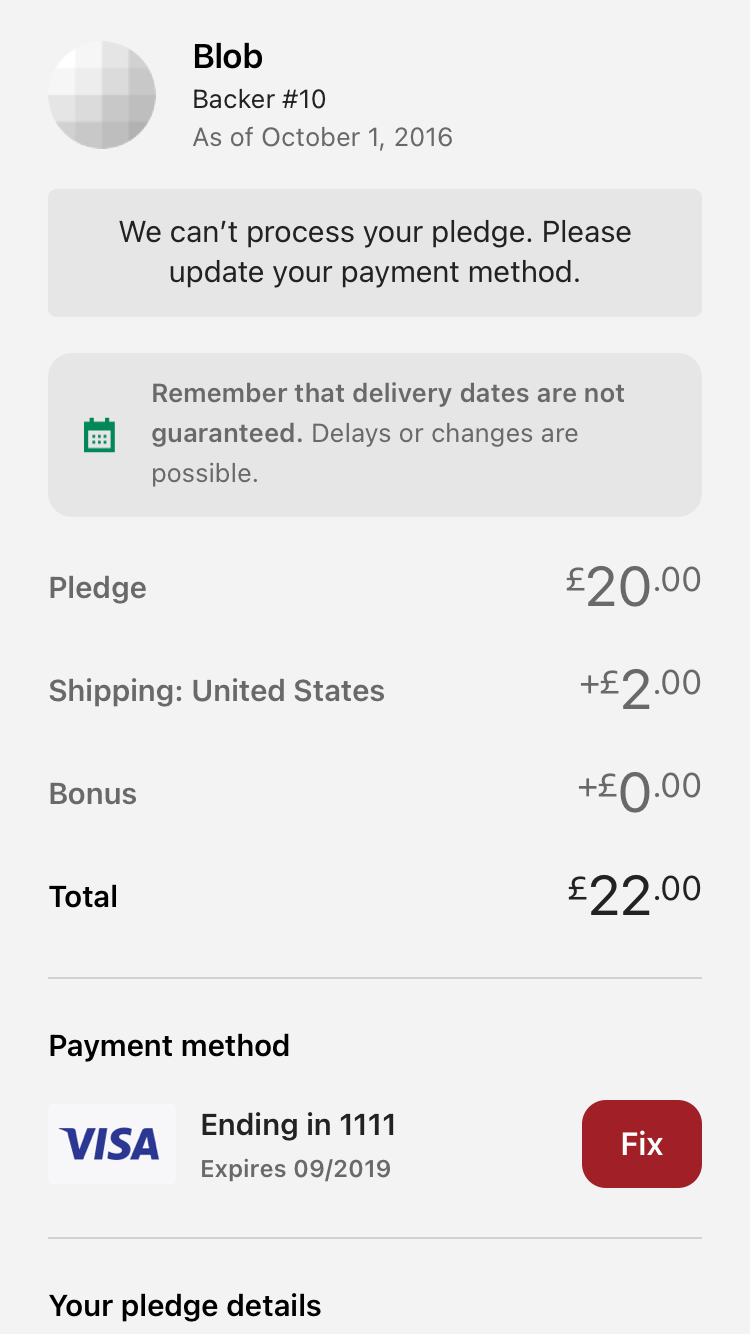 Blob
Backer #10
As of October 1, 2016
We can’t process your pledge. Please
update your payment method.
Remember that delivery dates are not
guaranteed. Delays or changes are
possible.
Pledge £20.00
Shipping: United States +£2.00
Bonus +£0.00
Total £22.00
Payment method
VISA
Ending in 1111
Expires 09/2019
Fix
Your pledge details